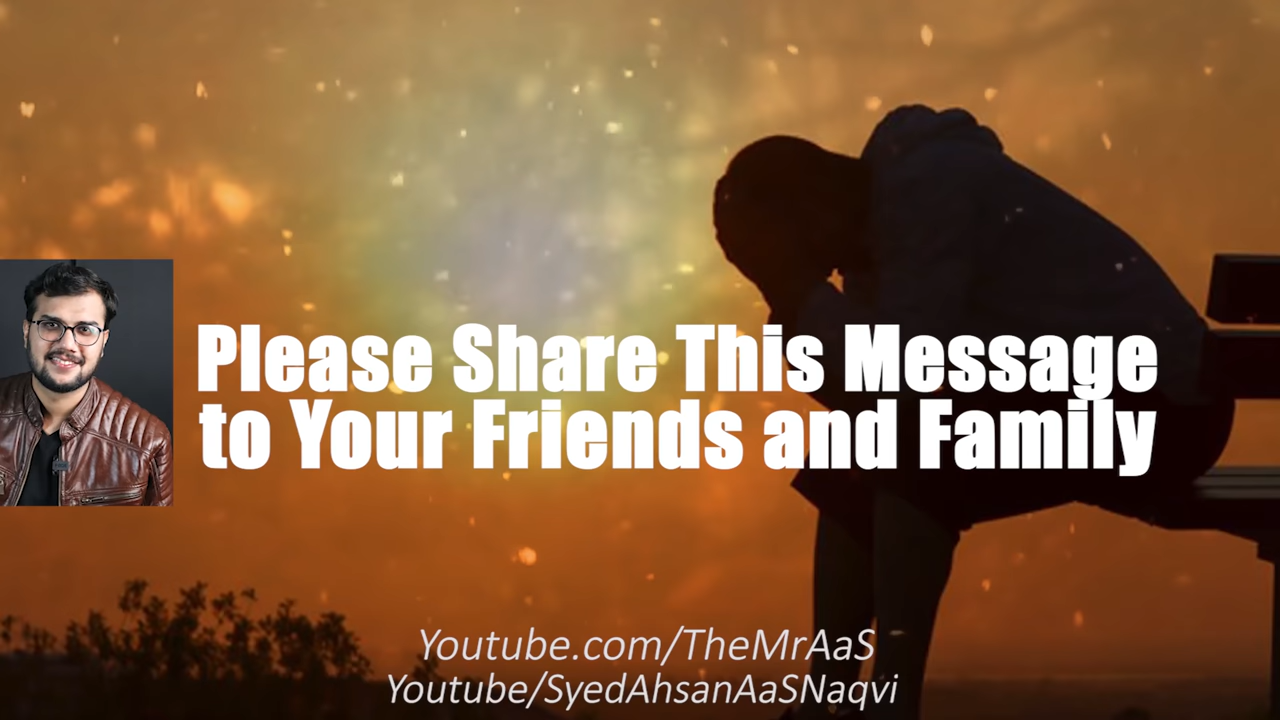 Please Share This Message
to Your Friends and Family
Youtube.com/TheMrAaS
Youtube/SyedAhsanAaSNaqvi